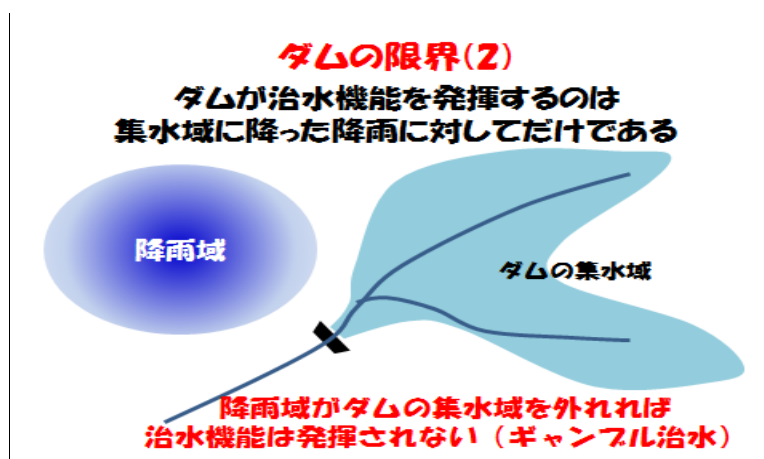 ダムの限界(2)
ダムが治水機能を発揮するのは
集水域に降った降雨に対してだけである
降雨域
ダムの集水域
降雨域がダムの集水域を外れれば
治水機能は発揮されない（ギャンブル治水）